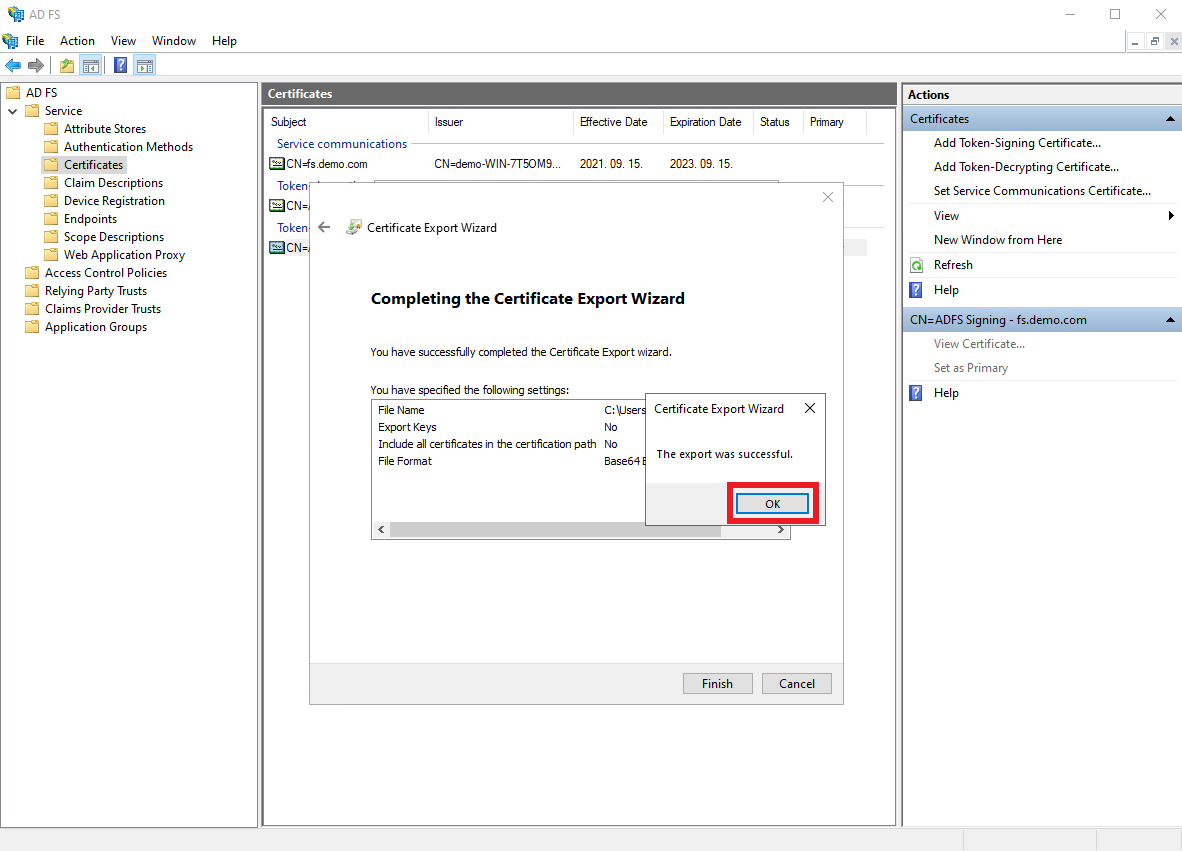 AD FS
File Action View Window Help
AD FS
Service
Attribute Stores
Authentication Methods
Certificates
Claim Descriptions
Device Registration
Endpoints
Scope Descriptions
Web Application Proxy
Access Control Policies
Relying Party Trusts
Claims Provider Trusts
Application Groups
Certificates
Subject Issuer Effective Date Expiration Date Status Primary
Service communications
CN=fs.demo.com CN=demo-WIN-7T5OM9... 2021. 09. 15. 2023. 09. 15.
Token-
CN=
Token-
CN=
Certificate Export Wizard
Completing the Certificate Export Wizard
You have successfully completed the Certificate Export wizard.
You have specified the following settings:
File Name C:\Users
Export Keys No
Include all certificates in the certification path No
File Format Base64
Certificate Export Wizard
The export was successful.
OK
Finish Cancel
Actions
Certificates
Add Token-Signing Certificate...
Add Token-Decrypting Certificate...
Set Service Communications Certificate...
View
New Window from Here
Refresh
Help
CN=ADFS Signing - fs.demo.com
View Certificate...
Set as Primary
Help